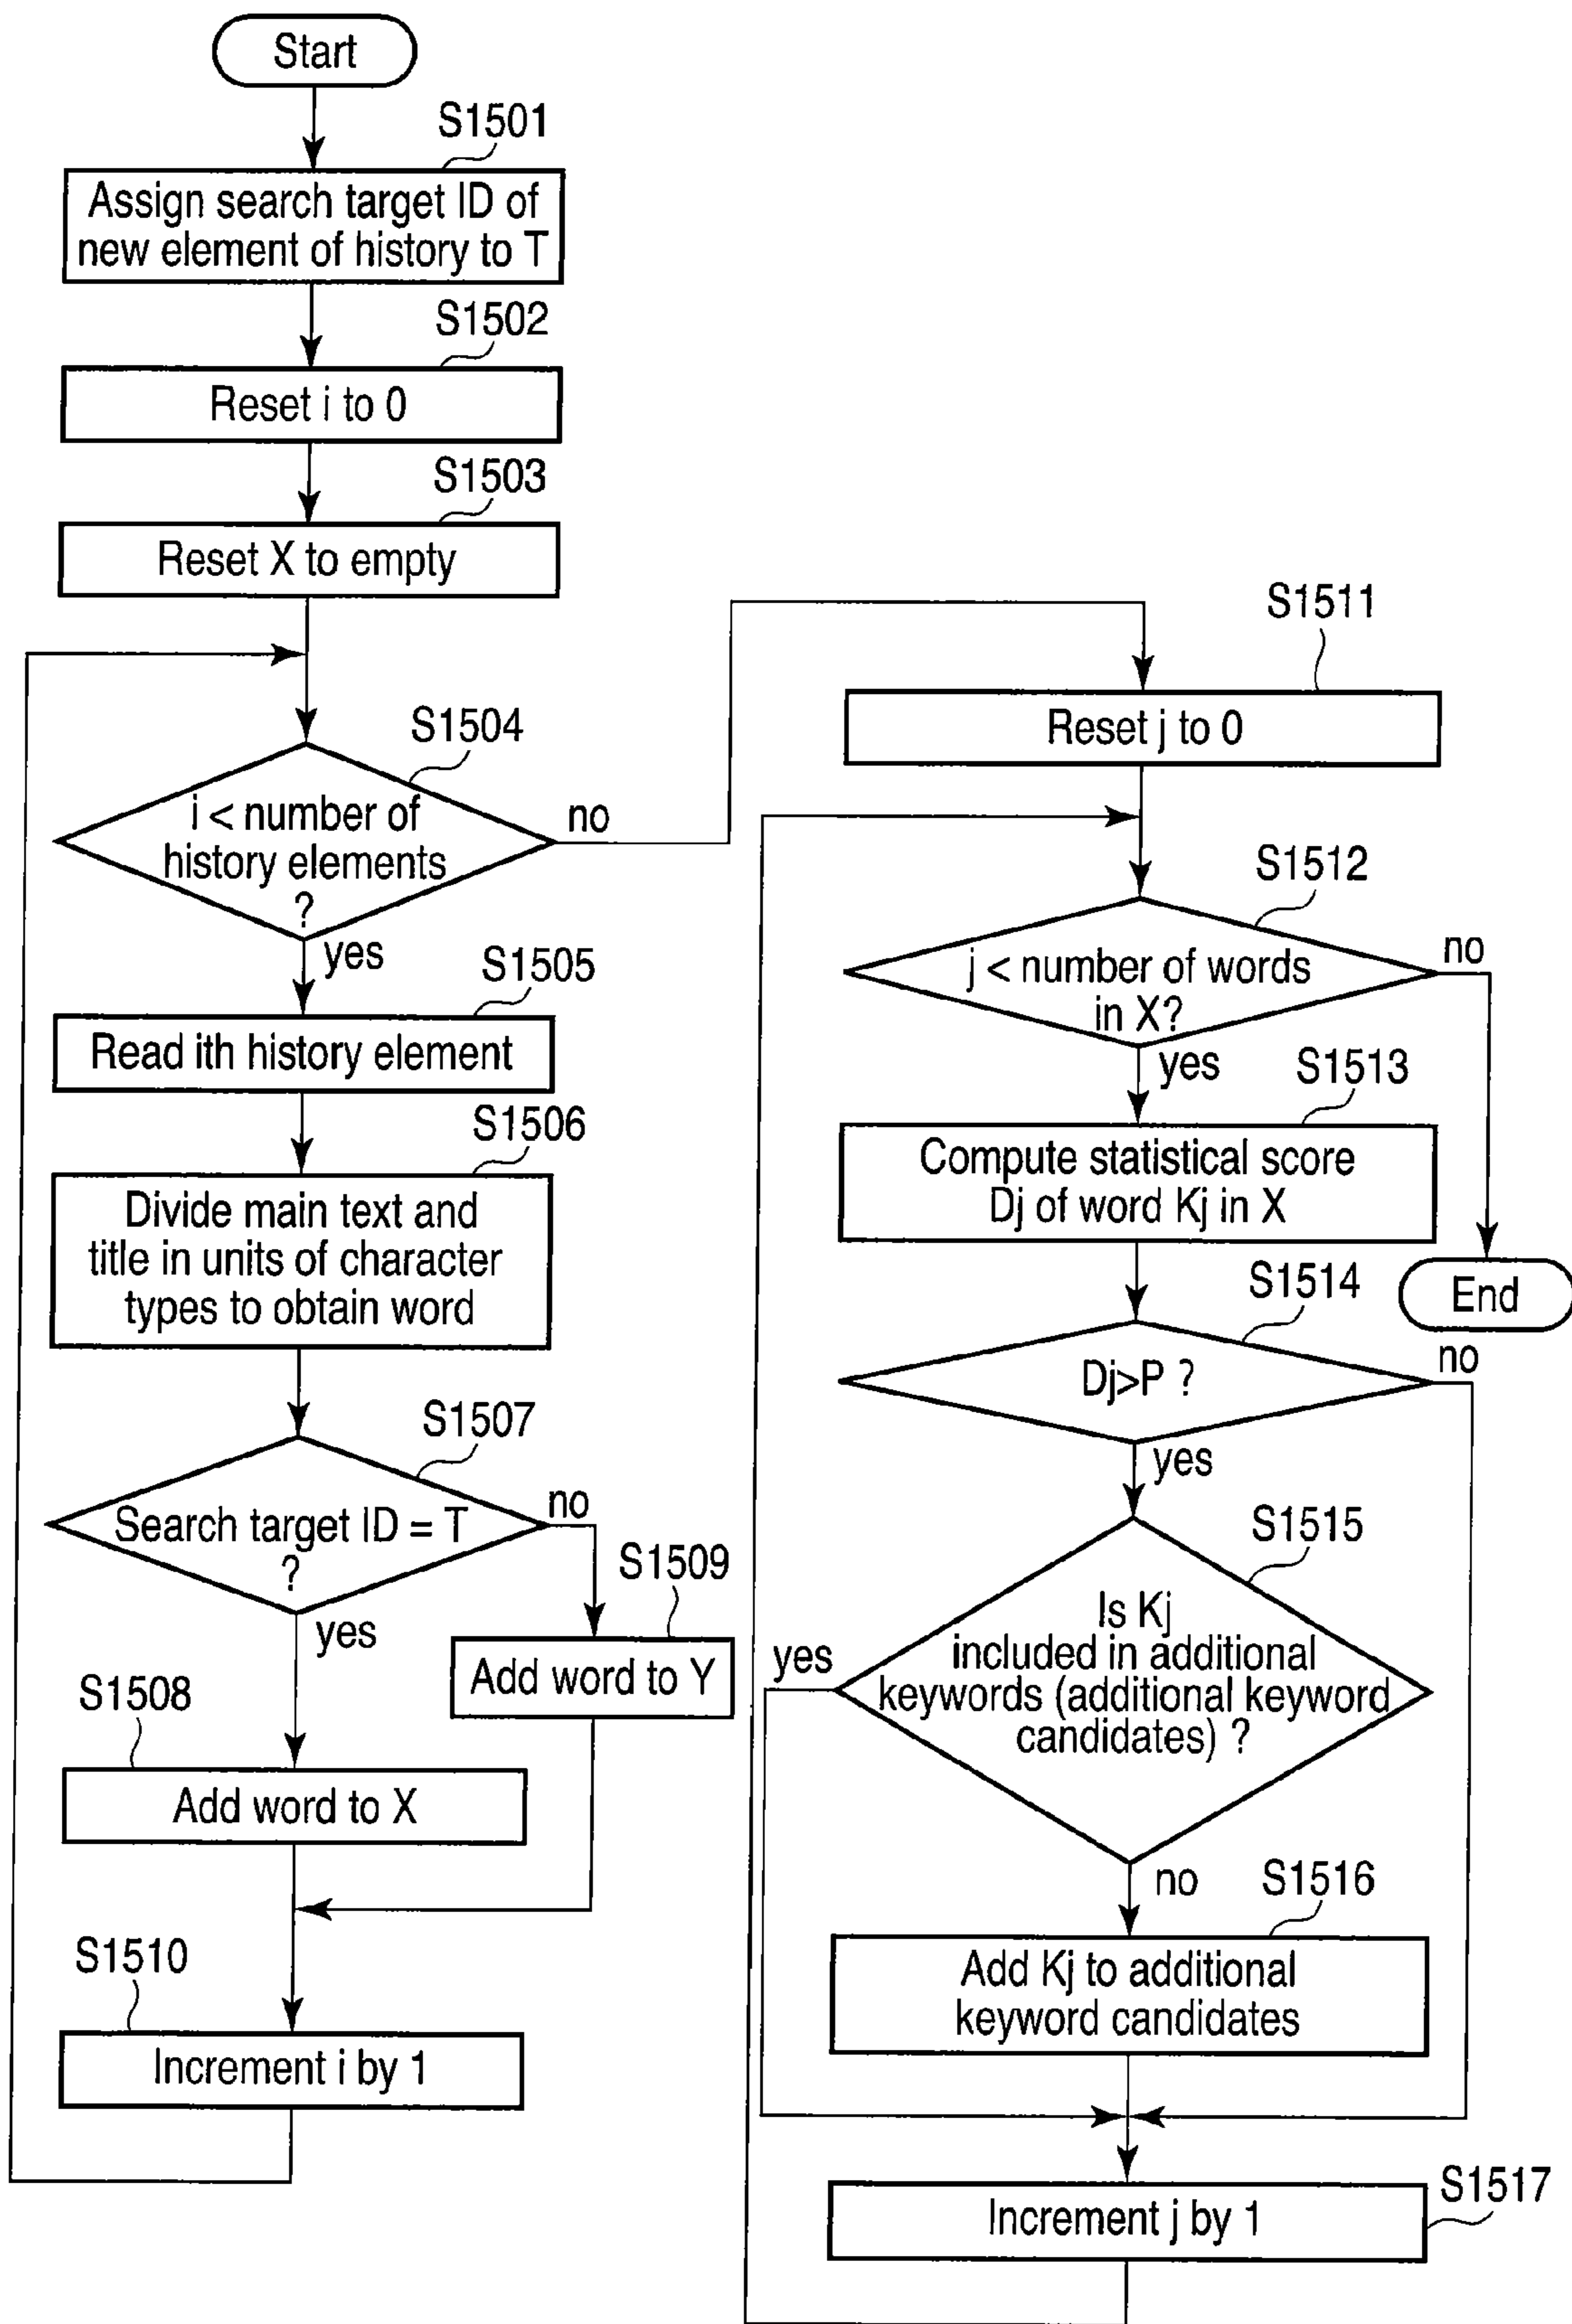 Start
S1501
Assign search target ID of
new element of history to T
S1502
Reset i to 0
S1503
Reset X to empty
S1504
i < number of
history elements
?
no
yes
S1505
Read ith history element
S1506
Divide main text and
title in units of character
types to obtain word
S1507
Search target ID = T
?
no
yes
S1509
Add word to Y
S1508
Add word to X
S1510
Increment i by 1
S1511
Reset j to 0
S1512
j < number of words
in X?
no
yes
S1513
Compute statistical score
Dj of word Kj in X
End
S1514
Dj>P ?
no
yes
S1515
Is Kj
included in additional
keywords (additional keyword
candidates) ?
yes
no
S1516
Add Kj to additional
keyword candidates
S1517
Increment j by 1